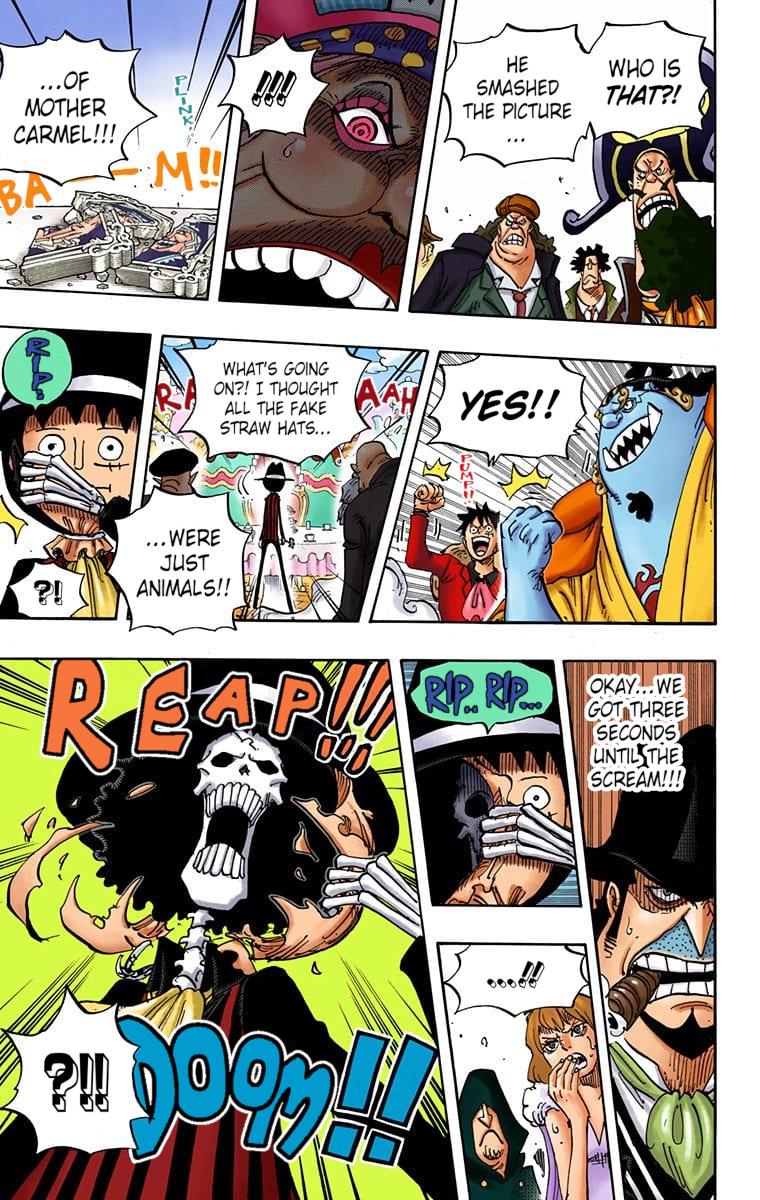 WHO IS
THAT?!
HE
SMASHED
THE PICTURE
...
!!!
...OF
MOTHER
CARMEL!!!
PLINK..
BA——M!!
YES!!
PUMP!!
WHAT'S GOING
ON?! I THOUGHT
ALL THE FAKE
STRAW HATS...
RA
AAH
...WERE
JUST
ANIMALS!!
RIP..
?!
OKAY...WE
GOT THREE
SECONDS
UNTIL THE
SCREAM!!!
RIP.. RIP...
....!!
REAP!!!
?!!
DOOM!!